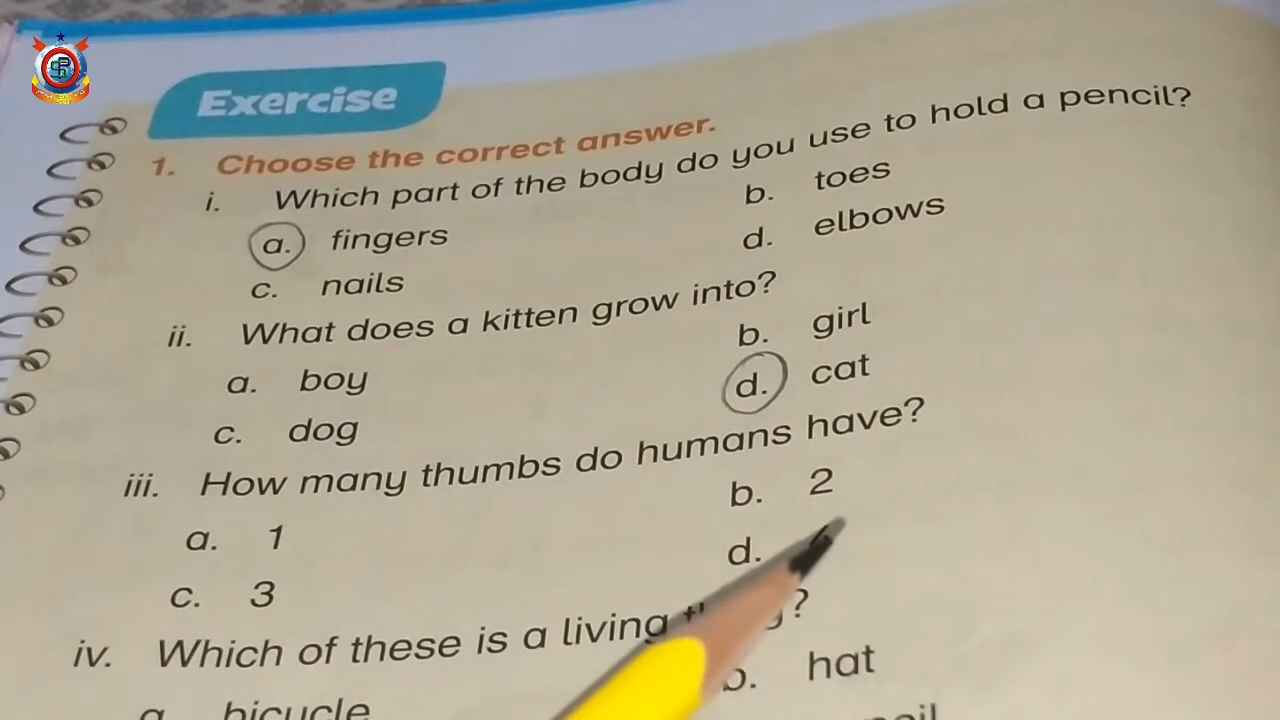 Exercise
1. Choose the correct answer.
i. Which part of the body do you use to hold a pencil?
a. fingers b. toes
c. nails d. elbows
ii. What does a kitten grow into?
a. boy b. girl
c. dog d. cat
iii. How many thumbs do humans have?
a. 1 b. 2
c. 3 d.
iv. Which of these is a living ?
a. bicycle b. hat